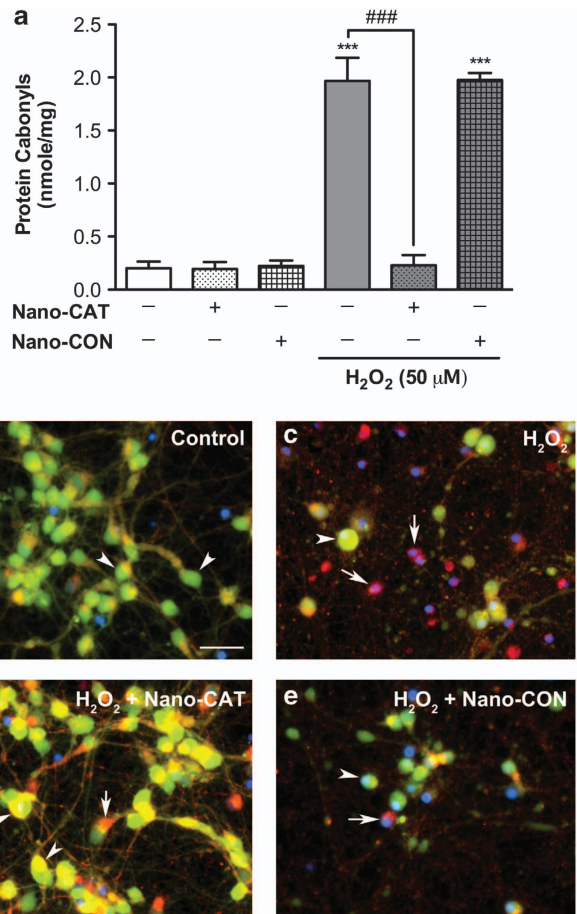 a
Protein Cabonyls
(nmole/mg)
2.5
2.0
1.5
1.0
0.5
0.0
###
***
***
Nano-CAT – + – – + –
Nano-CON – – + – – +
H₂O₂ (50 μM)
Control
c
H₂O₂
H₂O₂ + Nano-CAT
e
H₂O₂ + Nano-CON